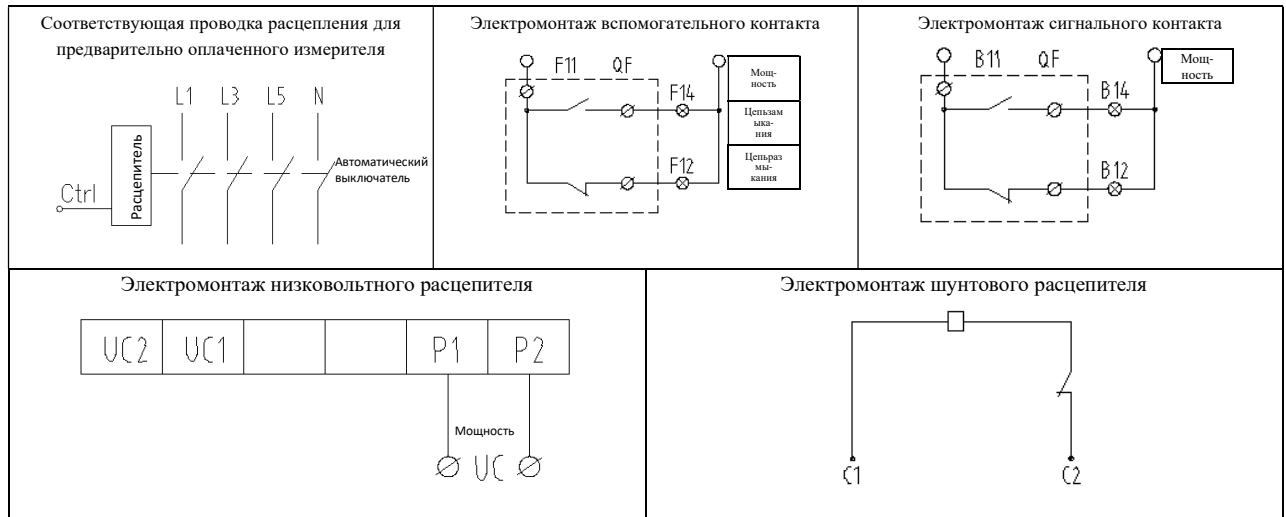 Соответствующая проводка расцепления для
предварительно оплаченного измерителя
L1 L3 L5 N
Расцепитель
Автоматический
выключатель
Ctrl
Электромонтаж вспомогательного контакта
F11 QF
F14
F12
Мощ-
ность
Цепьзам
ыка-
ния
Цепьраз
мы-
кания
Электромонтаж сигнального контакта
B11 QF
B14
B12
Мощ-
ность
Электромонтаж низковольтного расцепителя
UC2 UC1 P1 P2
Мощность
UC
Электромонтаж шунтового расцепителя
C1 C2